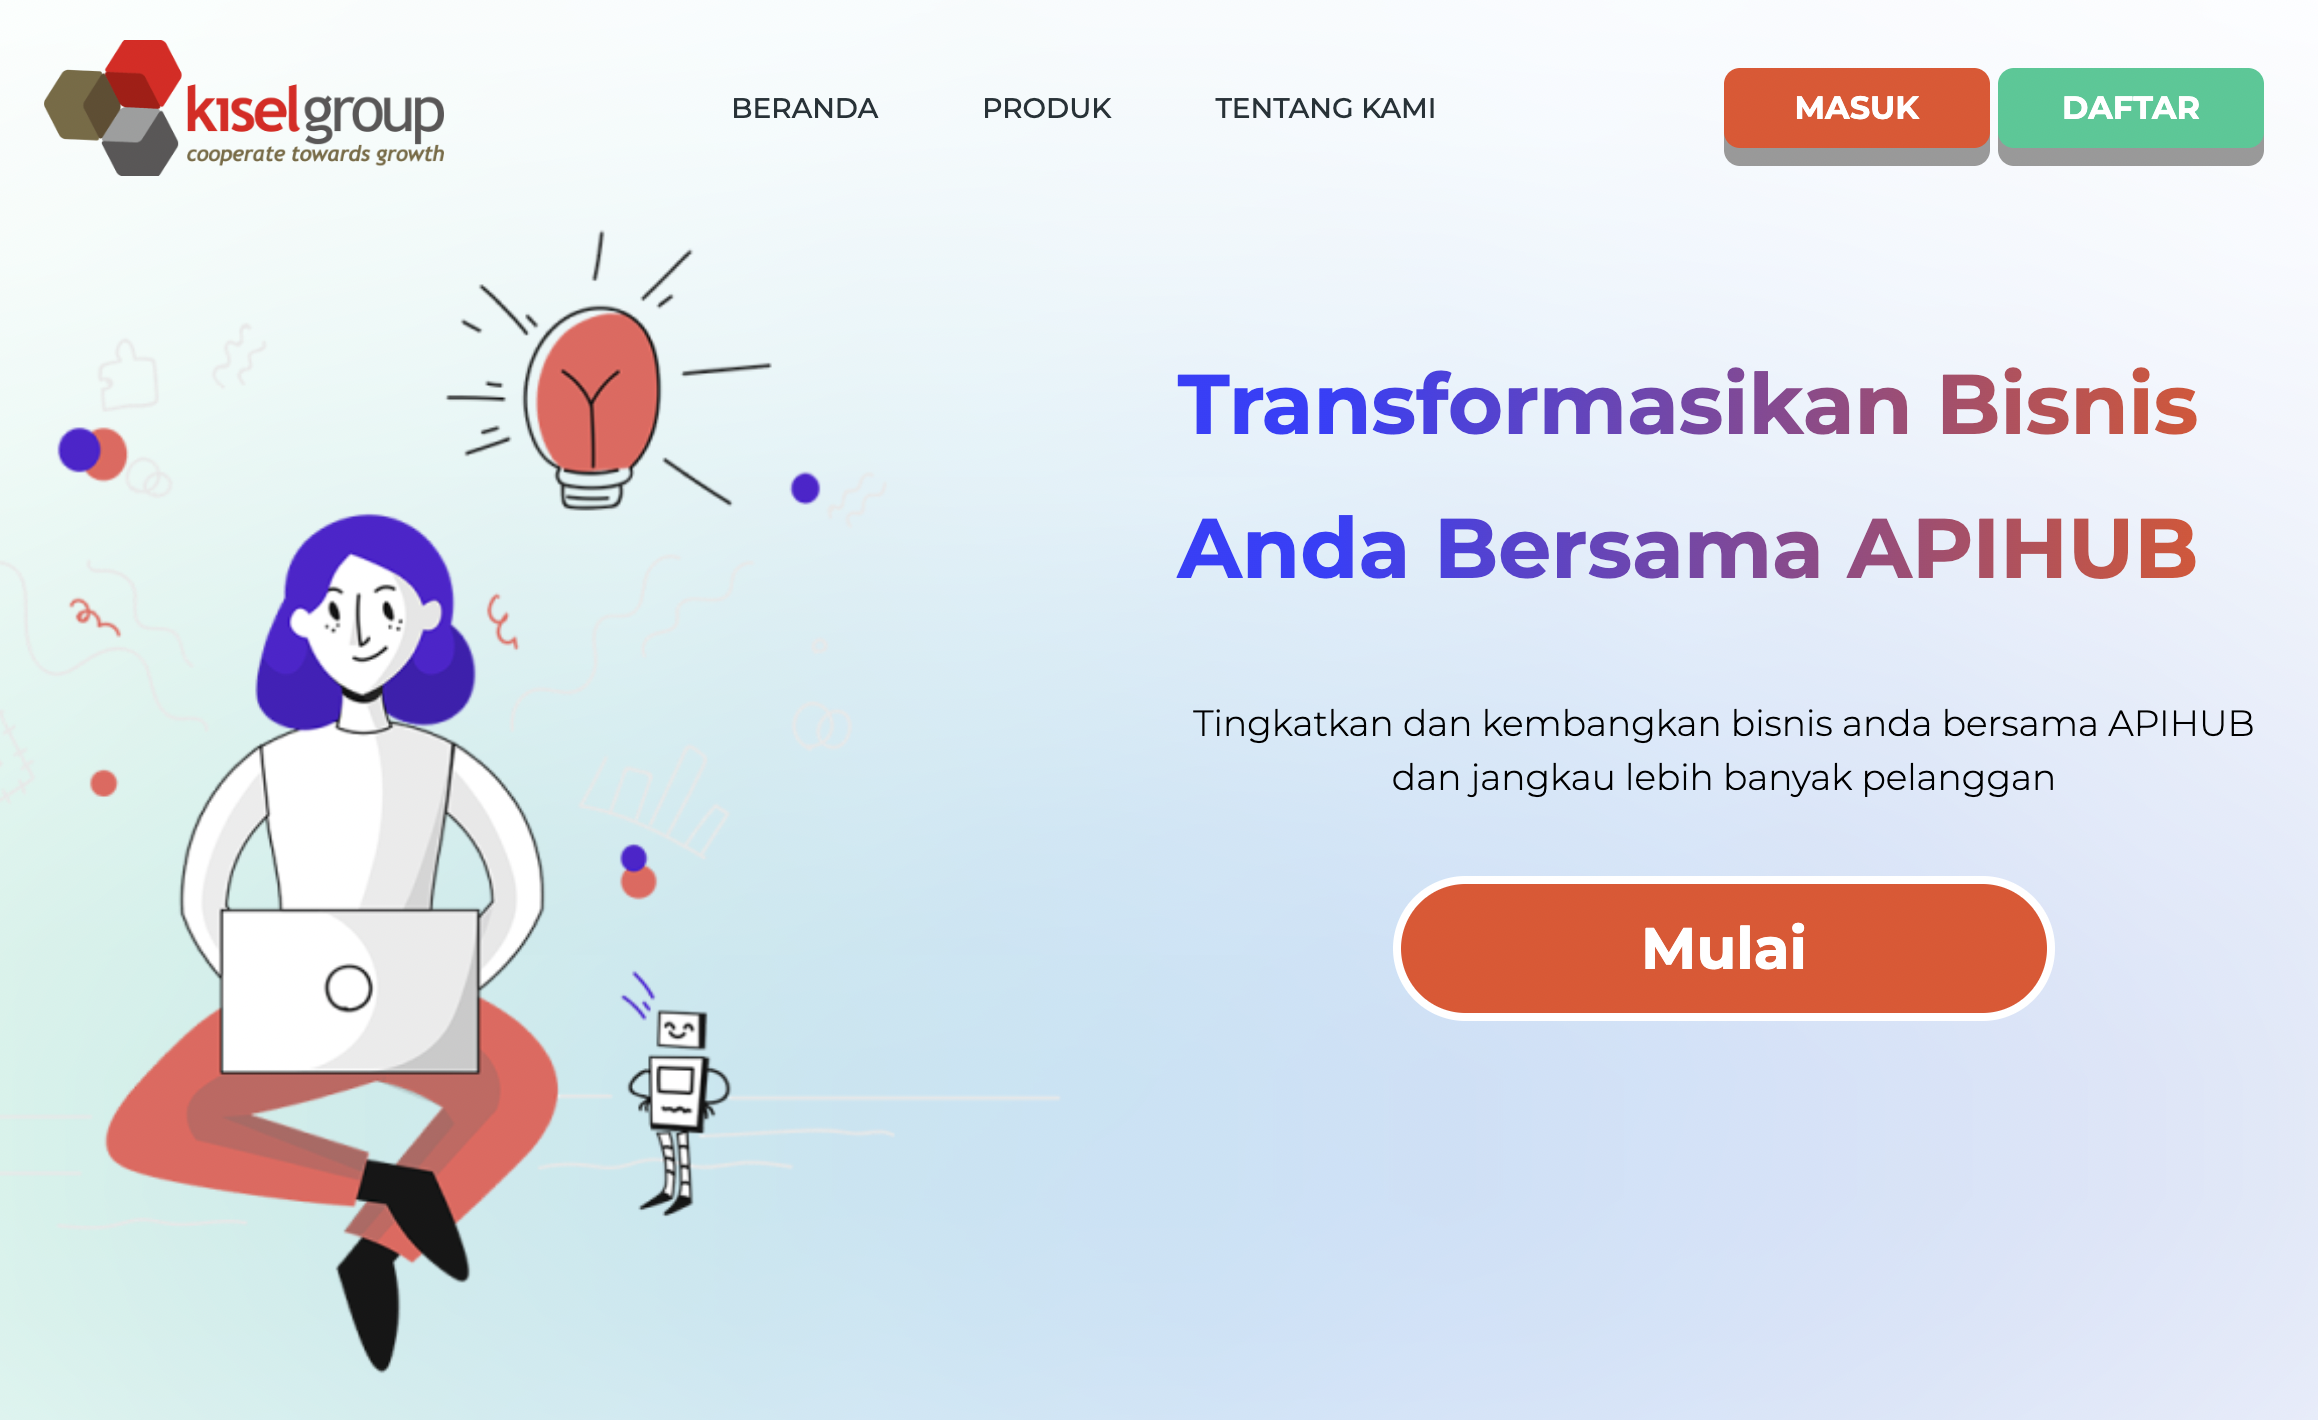 kiselgroup
cooperate towards growth
BERANDA
PRODUK
TENTANG KAMI
MASUK
DAFTAR
Transformasikan Bisnis
Anda Bersama APIHUB
Tingkatkan dan kembangkan bisnis anda bersama APIHUB
dan jangkau lebih banyak pelanggan
Mulai